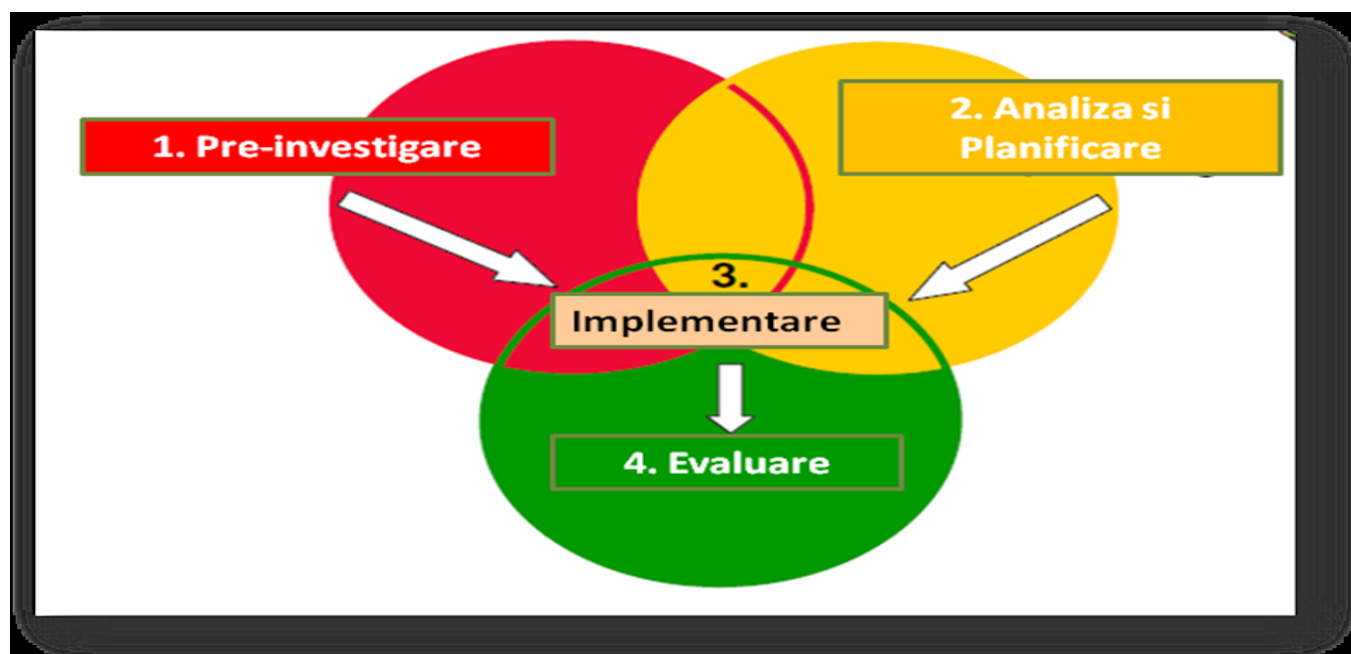 1. Pre-investigare
2. Analiza si
Planificare
3.
Implementare
4. Evaluare